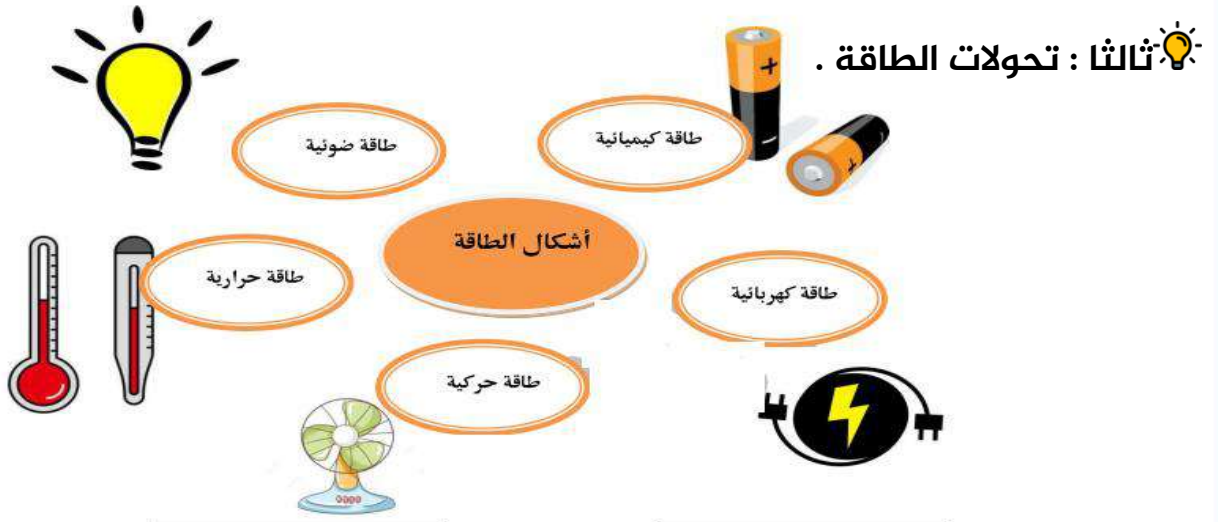 ثالثا : تحولات الطاقة .
طاقة كيميائية
طاقة ضوئية
أشكال الطاقة
طاقة كهربائية
طاقة حرارية
طاقة حركية
+
-
+